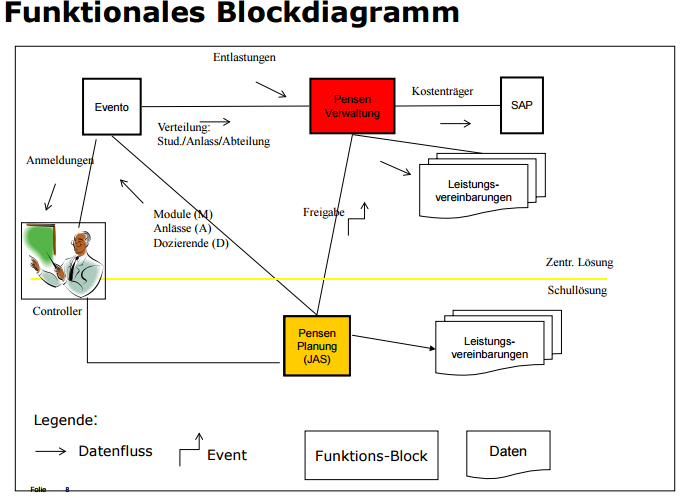 Funktionales Blockdiagramm
Entlastungen
Evento
Pensen
Verwaltung
Kostenträger
SAP
Verteilung:
Stud./Anlass/Abteilung
Anmeldungen
Leistungs-
vereinbarungen
Module (M)
Anlässe (A)
Dozierende (D)
Freigabe
Zentr. Lösung
Schullösung
Controller
Pensen
Planung
(JAS)
Leistungs-
vereinbarungen
Legende:
Datenfluss
Event
Funktions-Block
Daten
Folie 8